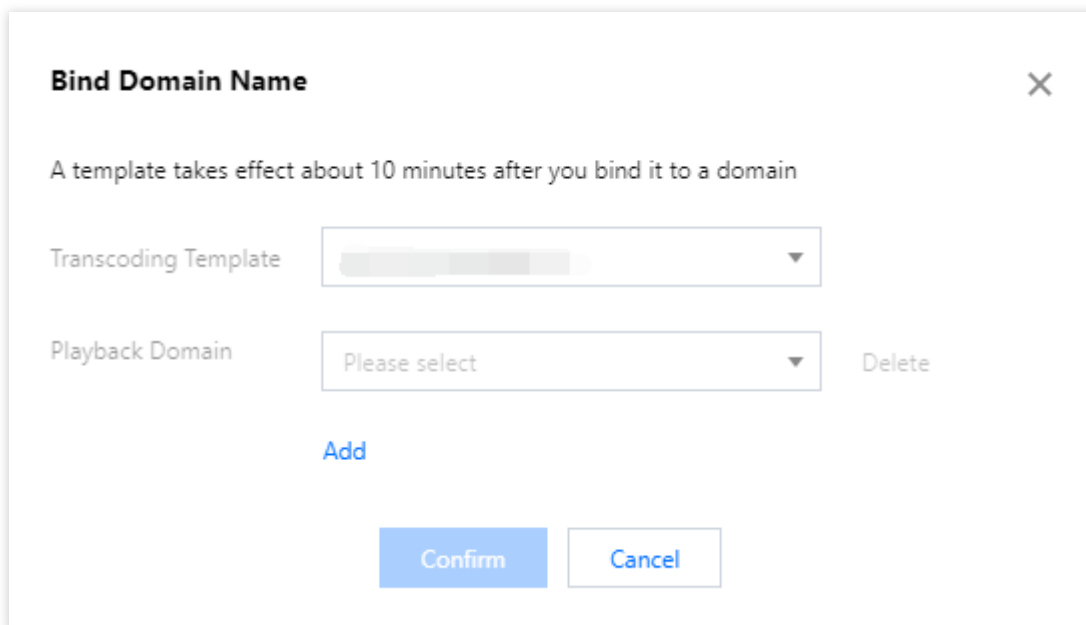 Bind Domain Name
A template takes effect about 10 minutes after you bind it to a domain
Transcoding Template
Playback Domain
Please select
Delete
Add
Confirm
Cancel